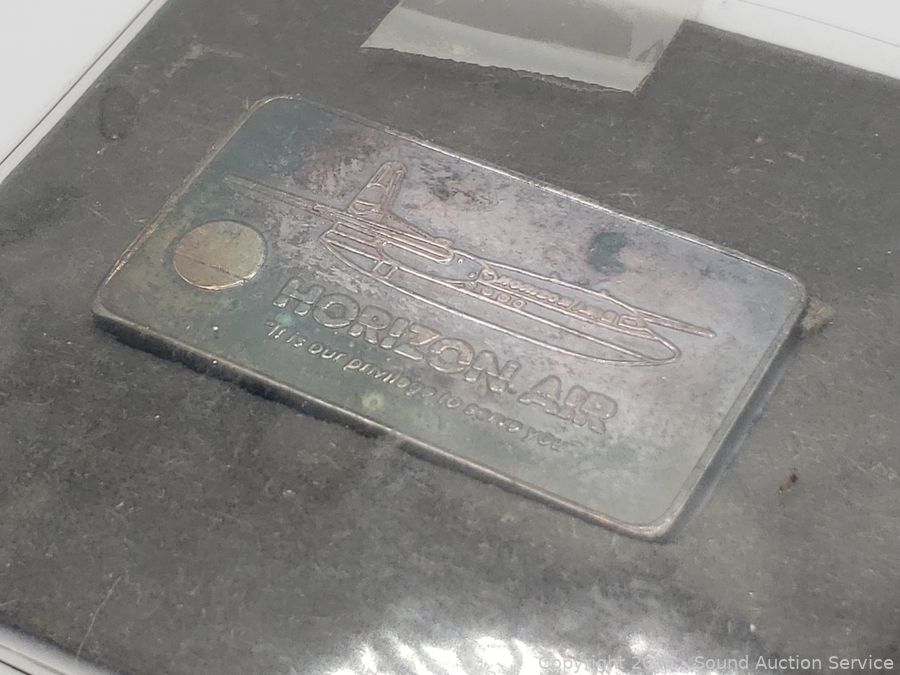 HORIZON AIR
"It is our privilege to serve you"
Sound Auction Service